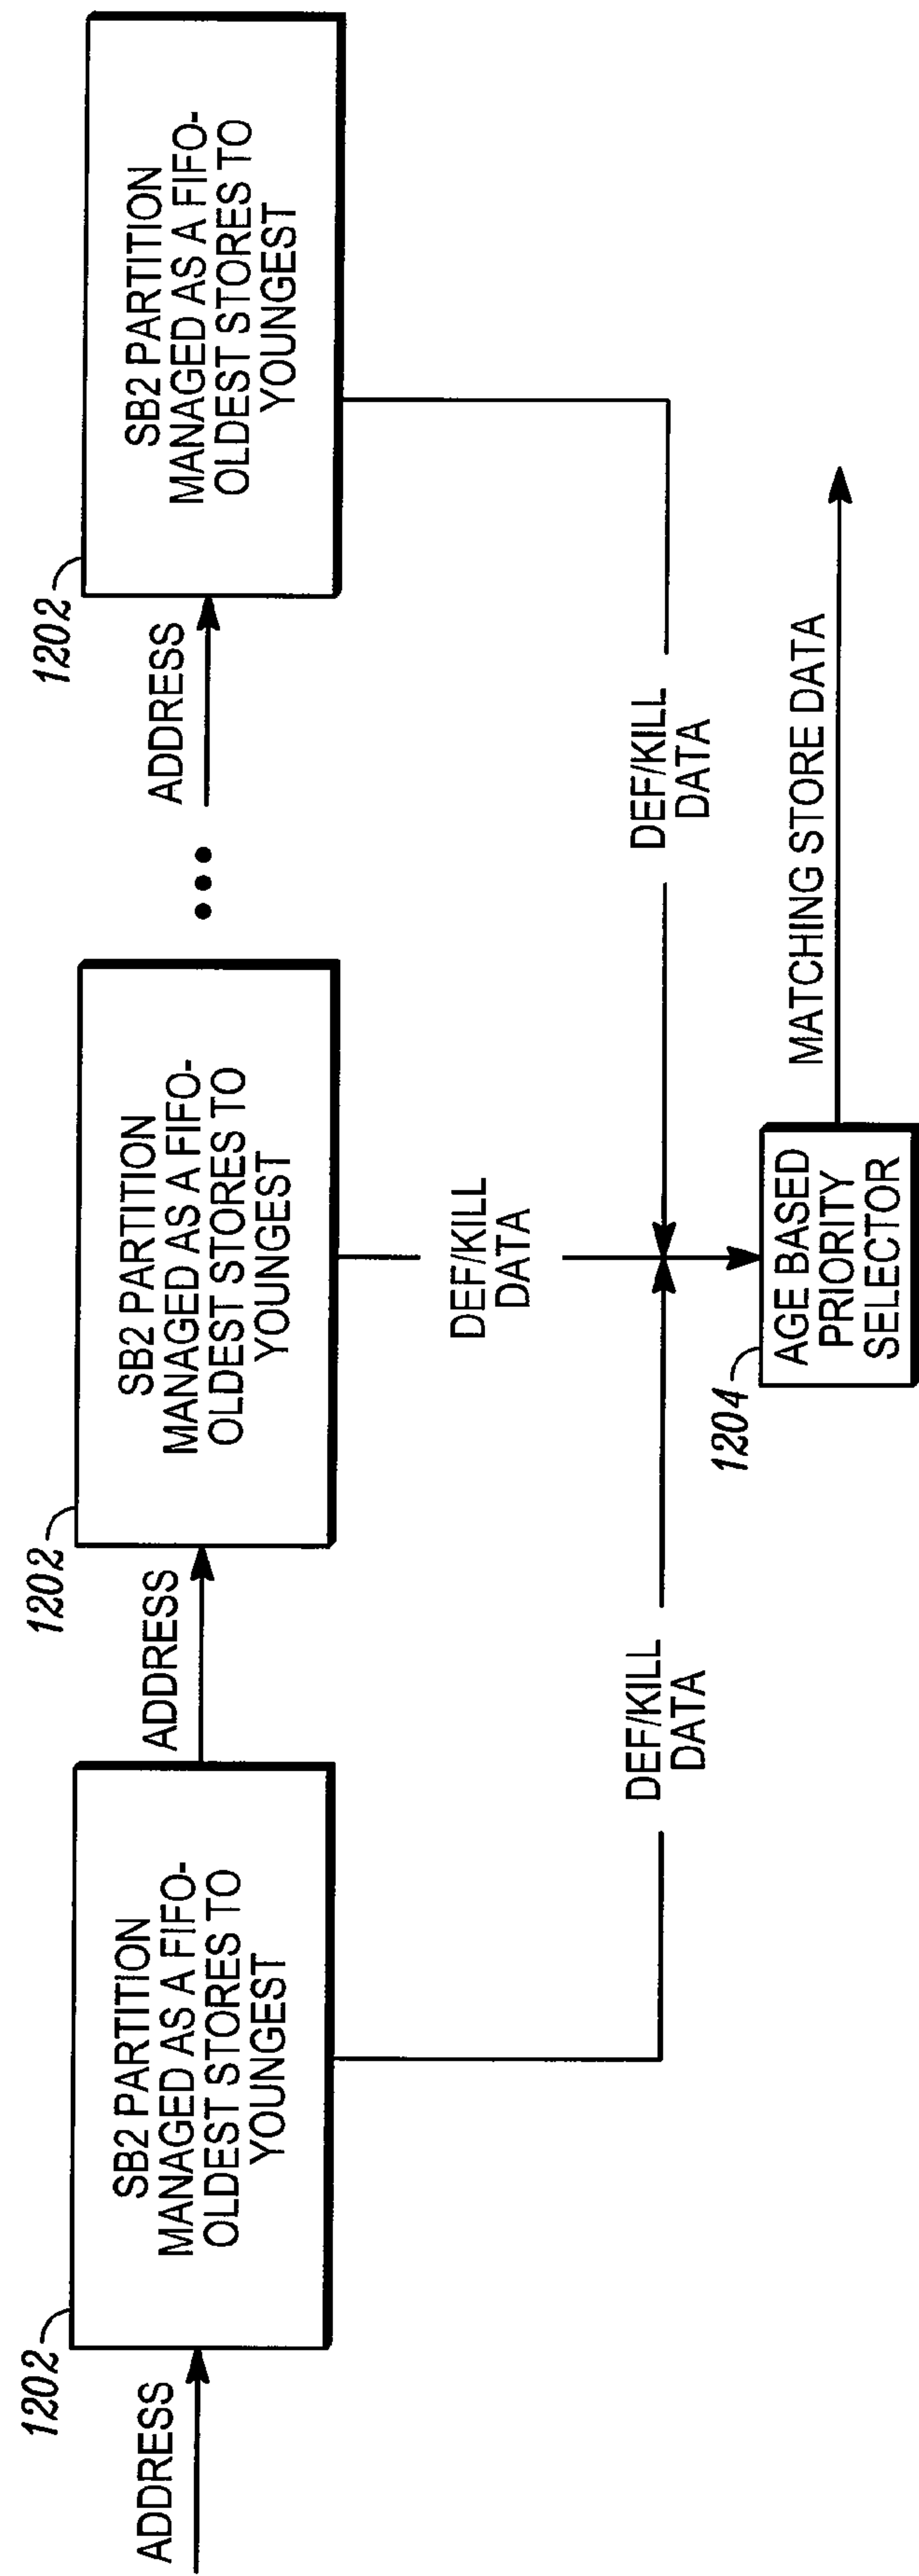 1202
1202
1202
ADDRESS
SB2 PARTITION
MANAGED AS A FIFO-
OLDEST STORES TO
YOUNGEST
ADDRESS
SB2 PARTITION
MANAGED AS A FIFO-
OLDEST STORES TO
YOUNGEST
ADDRESS
SB2 PARTITION
MANAGED AS A FIFO-
OLDEST STORES TO
YOUNGEST
DEF/KILL
DATA
DEF/KILL
DATA
DEF/KILL
DATA
1204
AGE BASED
PRIORITY
SELECTOR
MATCHING STORE DATA